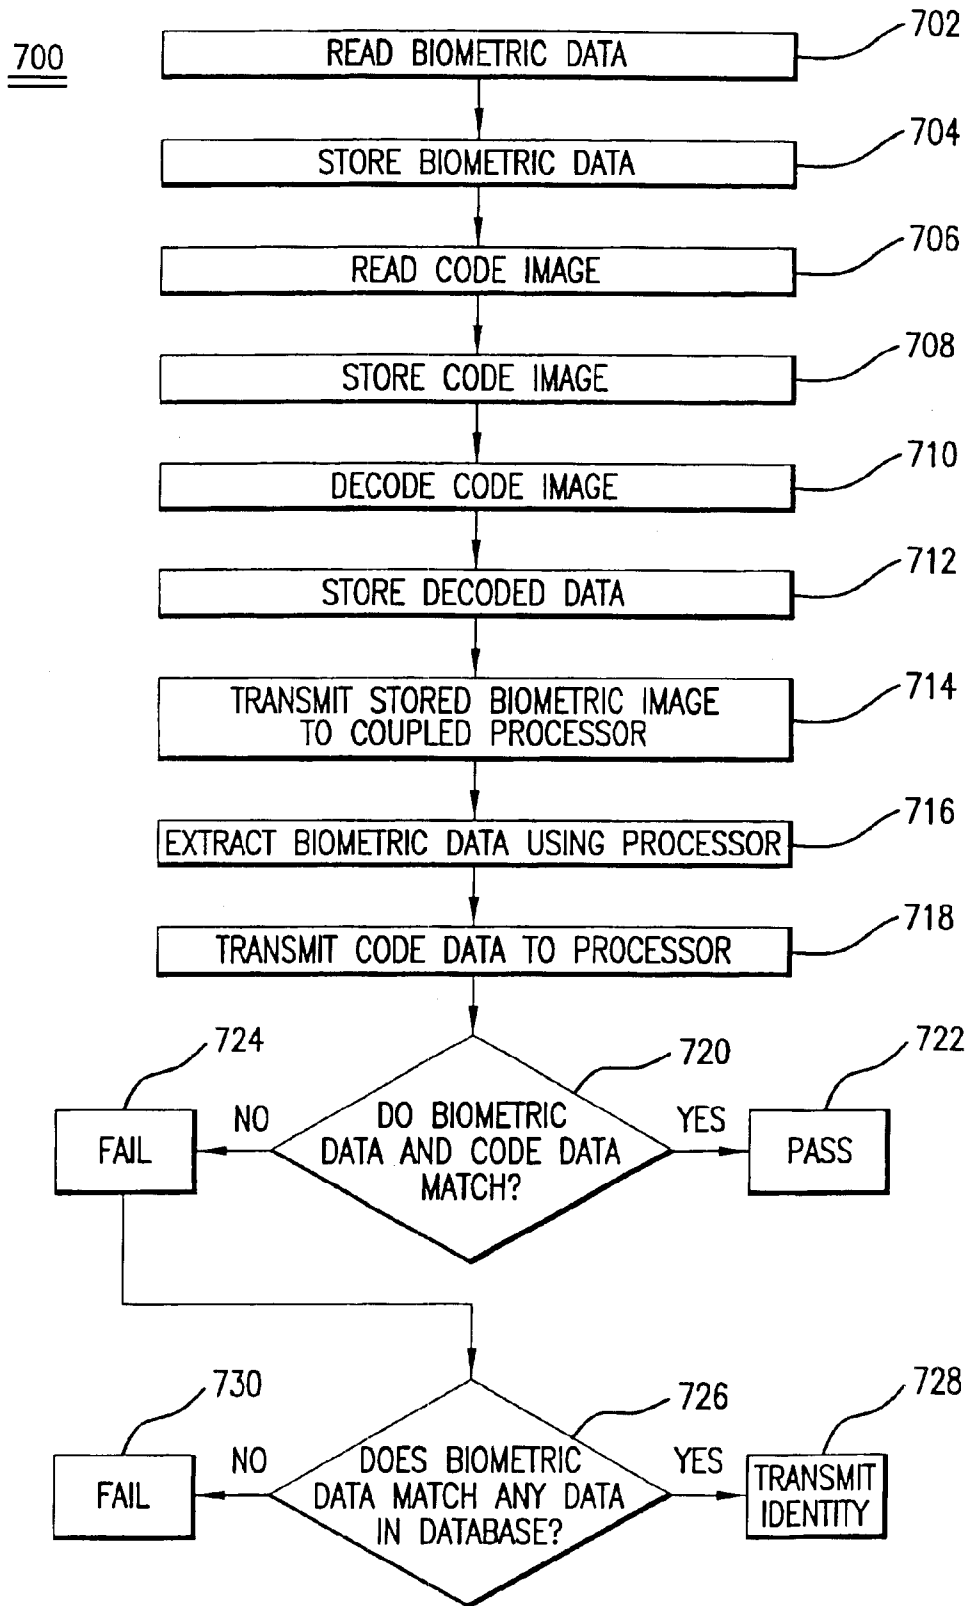 700
READ BIOMETRIC DATA
702
STORE BIOMETRIC DATA
704
READ CODE IMAGE
706
STORE CODE IMAGE
708
DECODE CODE IMAGE
710
STORE DECODED DATA
712
TRANSMIT STORED BIOMETRIC IMAGE
TO COUPLED PROCESSOR
714
EXTRACT BIOMETRIC DATA USING PROCESSOR
716
TRANSMIT CODE DATA TO PROCESSOR
718
724
720
722
FAIL
NO
DO BIOMETRIC
DATA AND CODE DATA
MATCH?
YES
PASS
730
726
728
FAIL
NO
DOES BIOMETRIC
DATA MATCH ANY DATA
IN DATABASE?
YES
TRANSMIT
IDENTITY